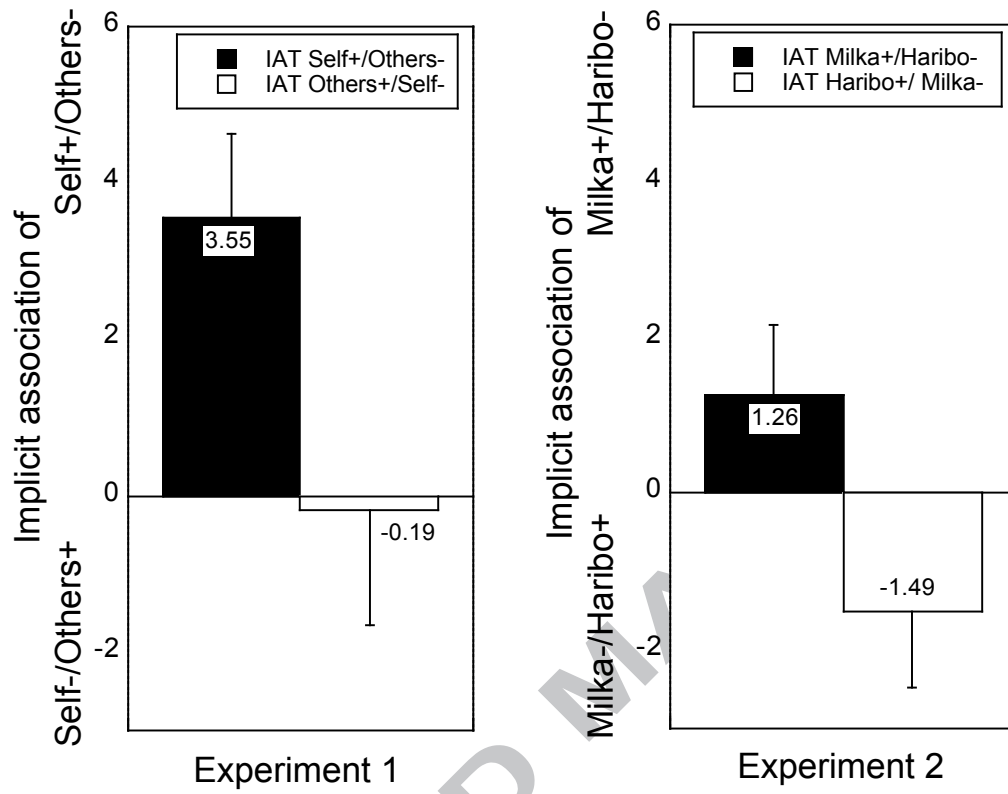 6
4
2
0
-2
Implicit association of
Self+/Others-
Self-/Others+
IAT Self+/Others-
IAT Others+/Self-
3.55
-0.19
Experiment 1
6
4
2
0
-2
Implicit association of
Milka+/Haribo-
Milka-/Haribo+
IAT Milka+/Haribo-
IAT Haribo+/ Milka-
1.26
-1.49
Experiment 2